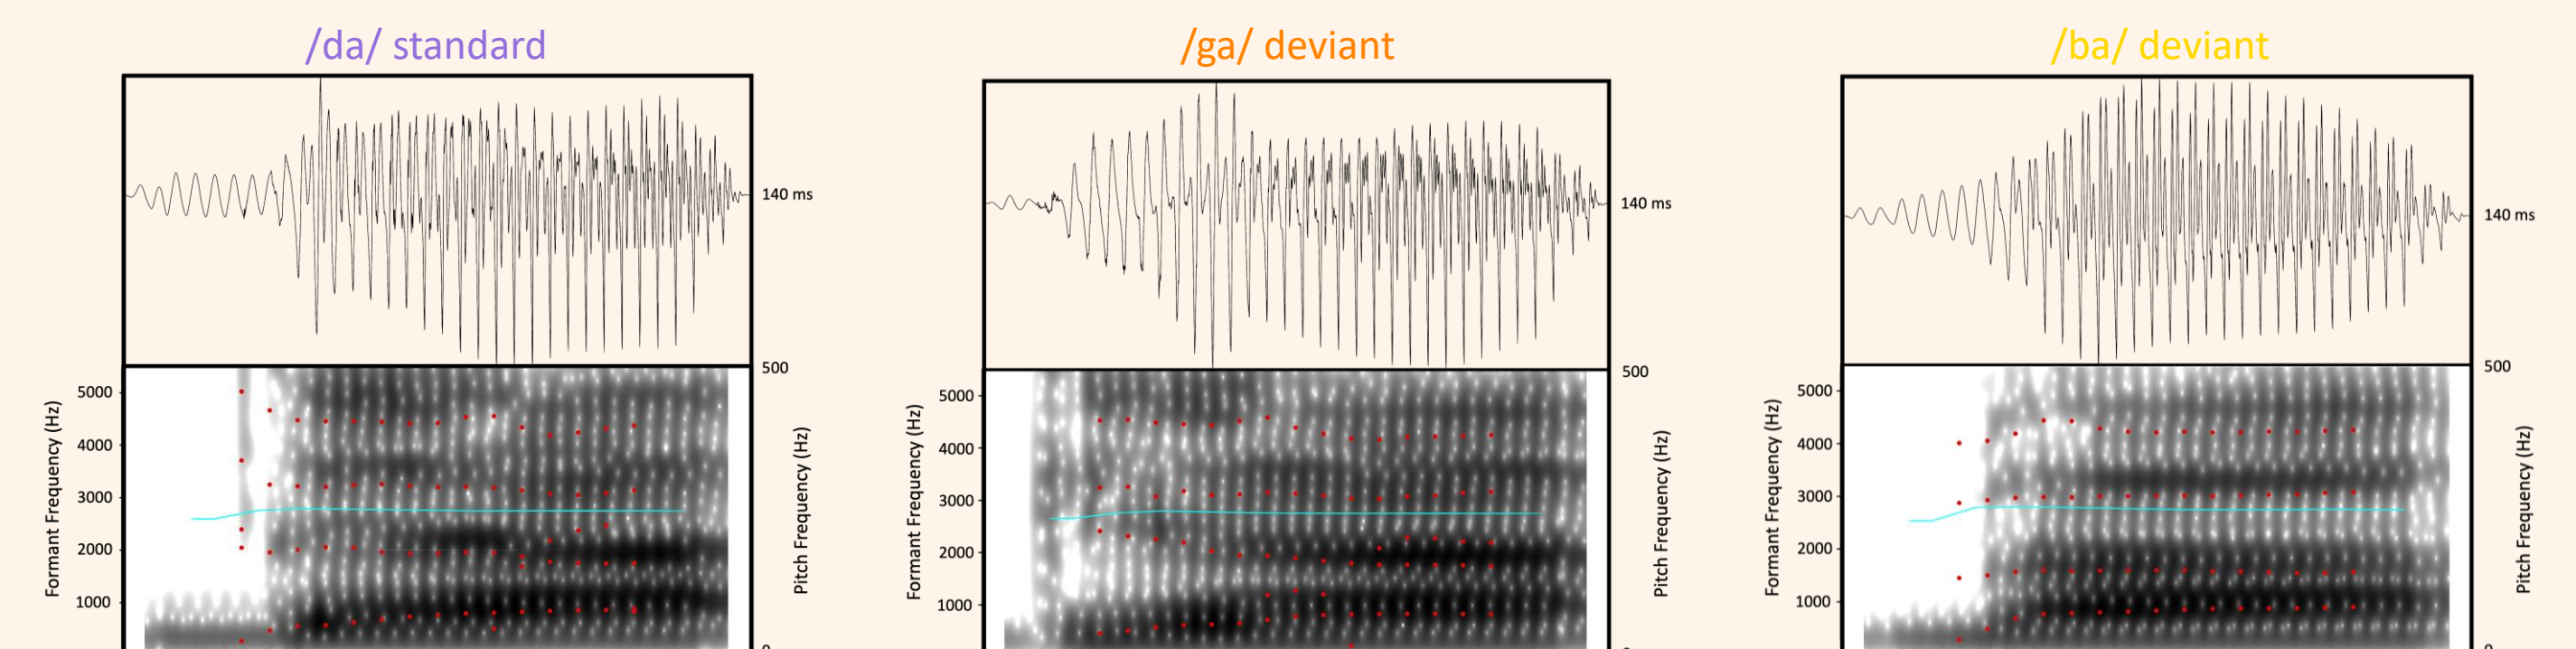 /da/ standard
140 ms
500
5000
4000
3000
2000
1000
Formant Frequency (Hz)
Pitch Frequency (Hz)
/ga/ deviant
140 ms
500
5000
4000
3000
2000
1000
Formant Frequency (Hz)
Pitch Frequency (Hz)
/ba/ deviant
140 ms
500
5000
4000
3000
2000
1000
Formant Frequency (Hz)
Pitch Frequency (Hz)